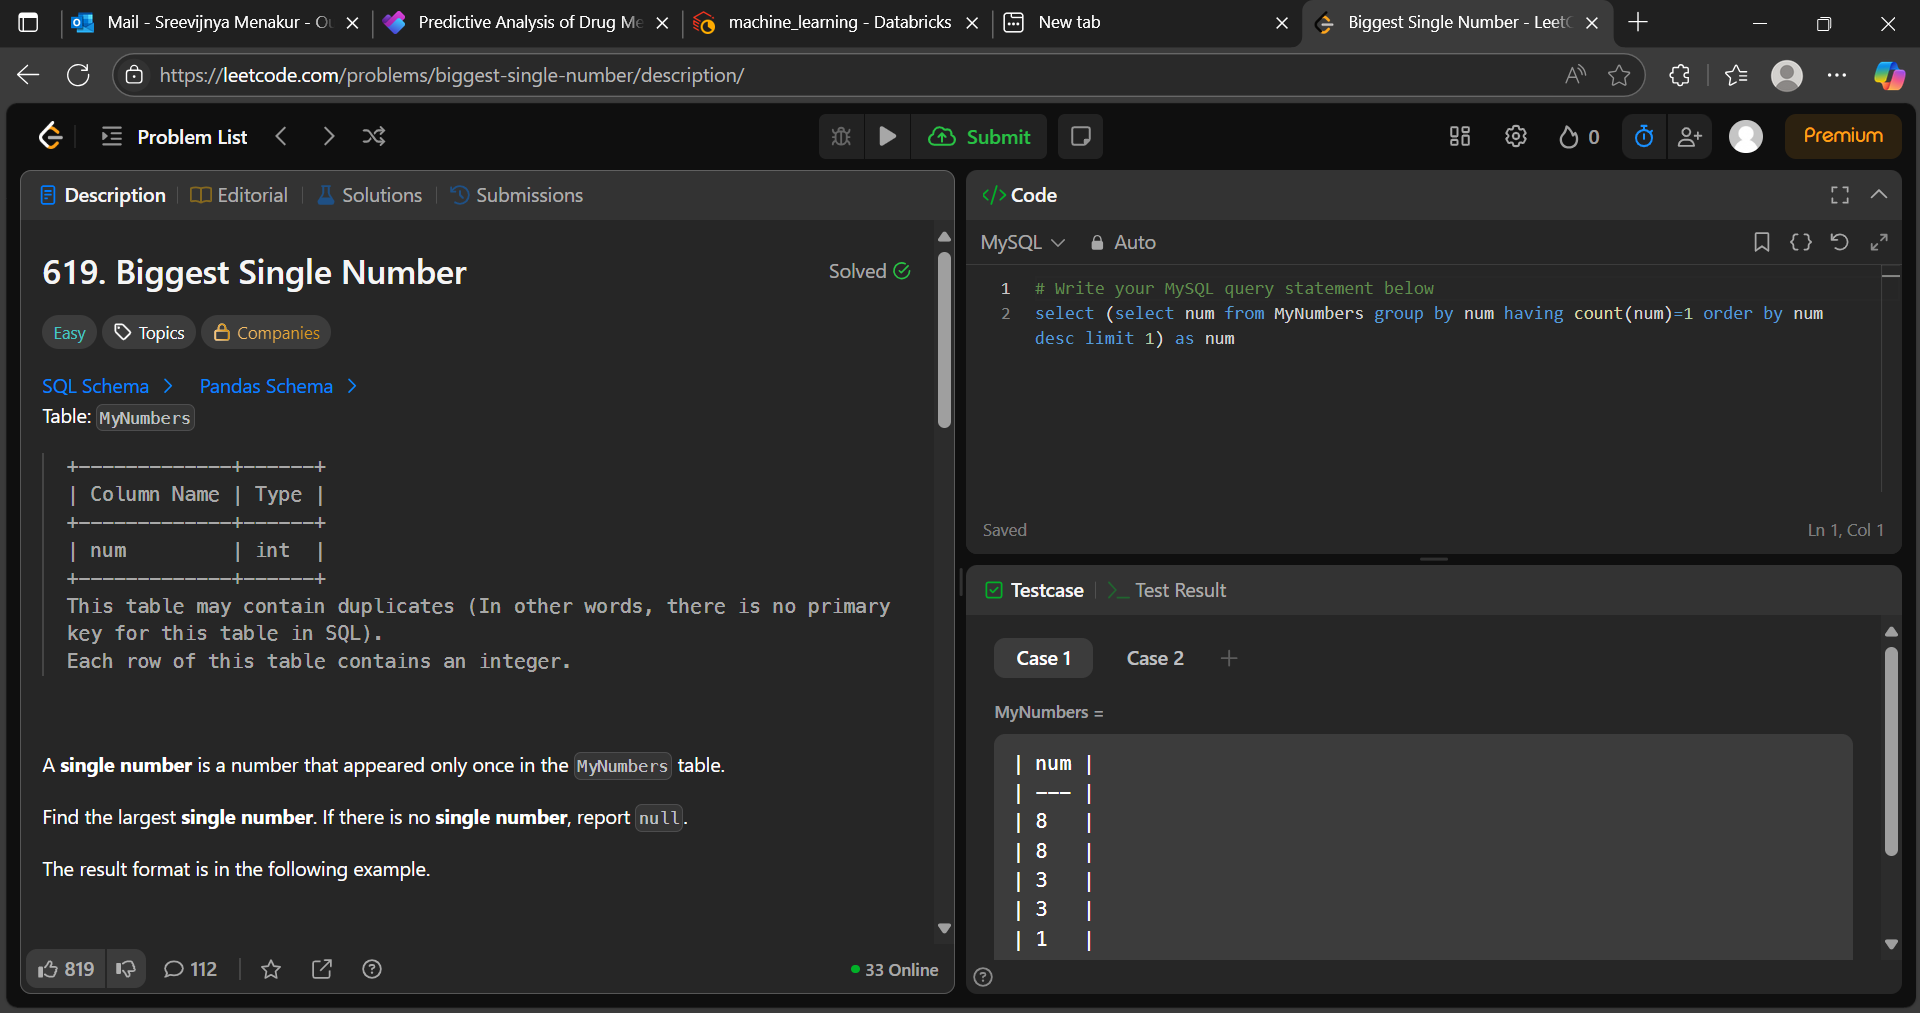 Mail - Sreevijnya Menakur - Ou
Predictive Analysis of Drug Me
machine_learning - Databricks
New tab
Biggest Single Number - LeetC
https://leetcode.com/problems/biggest-single-number/description/
Problem List
Submit
0
Premium
Description
Editorial
Solutions
Submissions
619. Biggest Single Number
Solved
Easy
Topics
Companies
SQL Schema
Pandas Schema
Table: MyNumbers
+-------------+------+
| Column Name | Type |
+-------------+------+
| num         | int  |
+-------------+------+
This table may contain duplicates (In other words, there is no primary
key for this table in SQL).
Each row of this table contains an integer.
A single number is a number that appeared only once in the MyNumbers table.
Find the largest single number. If there is no single number, report null.
The result format is in the following example.
819
112
33 Online
Code
MySQL
Auto
1 # Write your MySQL query statement below
2 select (select num from MyNumbers group by num having count(num)=1 order by num
desc limit 1) as num
Saved
Ln 1, Col 1
Testcase
Test Result
Case 1
Case 2
MyNumbers =
| num |
| --- |
| 8   |
| 8   |
| 3   |
| 3   |
| 1   |